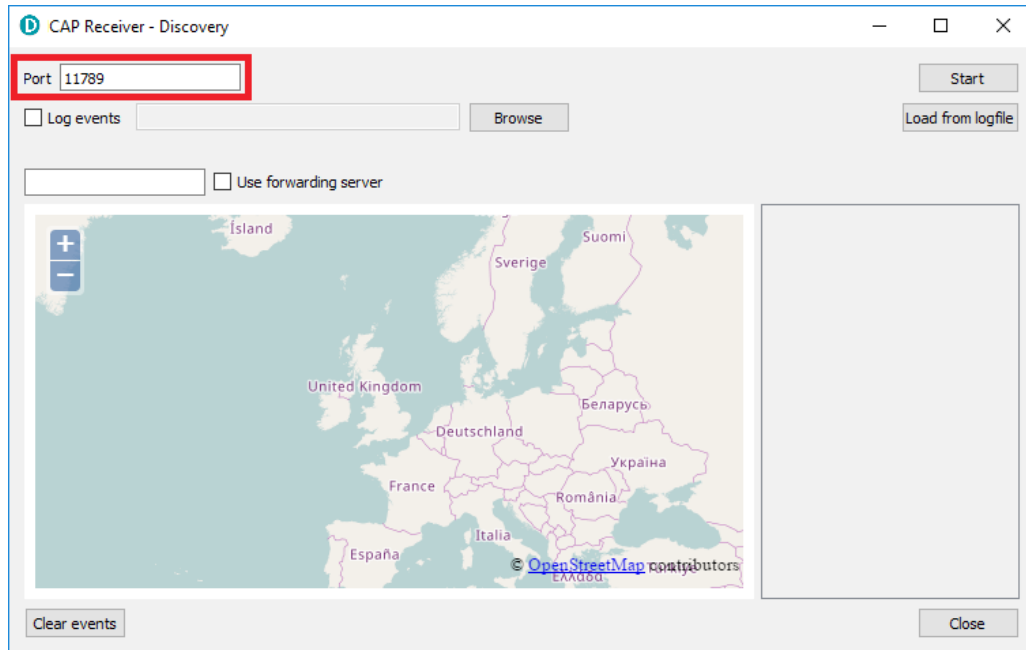 CAP Receiver - Discovery
Port 11789
Start
Log events
Browse
Load from logfile
Use forwarding server
+
−
Ísland
Suomi
Sverige
United Kingdom
Беларусь
Deutschland
Україна
France
România
Italia
España
© OpenStreetMap contributors
Ελλάδα
Clear events
Close